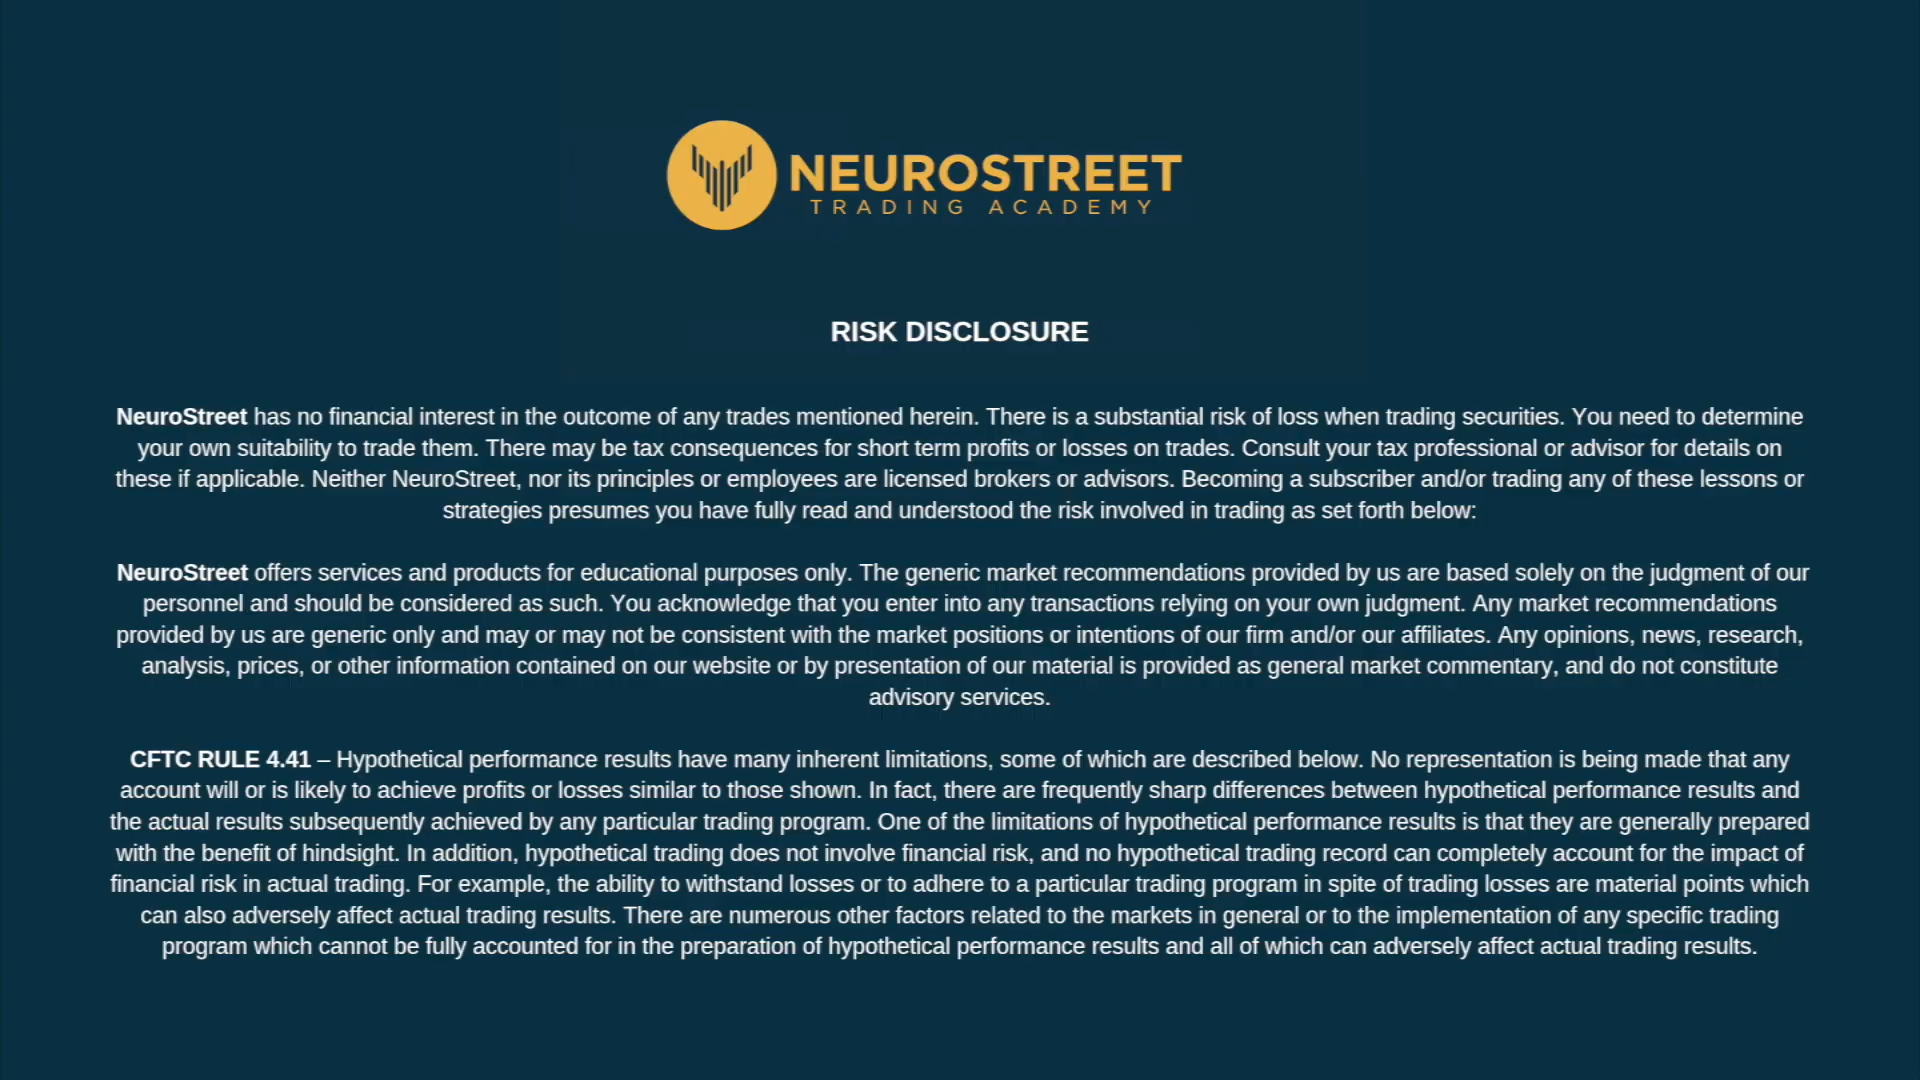 NEUROSTREET
TRADING ACADEMY
RISK DISCLOSURE
NeuroStreet has no financial interest in the outcome of any trades mentioned herein. There is a substantial risk of loss when trading securities. You need to determine
your own suitability to trade them. There may be tax consequences for short term profits or losses on trades. Consult your tax professional or advisor for details on
these if applicable. Neither NeuroStreet, nor its principles or employees are licensed brokers or advisors. Becoming a subscriber and/or trading any of these lessons or
strategies presumes you have fully read and understood the risk involved in trading as set forth below:
NeuroStreet offers services and products for educational purposes only. The generic market recommendations provided by us are based solely on the judgment of our
personnel and should be considered as such. You acknowledge that you enter into any transactions relying on your own judgment. Any market recommendations
provided by us are generic only and may or may not be consistent with the market positions or intentions of our firm and/or our affiliates. Any opinions, news, research,
analysis, prices, or other information contained on our website or by presentation of our material is provided as general market commentary, and do not constitute
advisory services.
CFTC RULE 4.41 – Hypothetical performance results have many inherent limitations, some of which are described below. No representation is being made that any
account will or is likely to achieve profits or losses similar to those shown. In fact, there are frequently sharp differences between hypothetical performance results and
the actual results subsequently achieved by any particular trading program. One of the limitations of hypothetical performance results is that they are generally prepared
with the benefit of hindsight. In addition, hypothetical trading does not involve financial risk, and no hypothetical trading record can completely account for the impact of
financial risk in actual trading. For example, the ability to withstand losses or to adhere to a particular trading program in spite of trading losses are material points which
can also adversely affect actual trading results. There are numerous other factors related to the markets in general or to the implementation of any specific trading
program which cannot be fully accounted for in the preparation of hypothetical performance results and all of which can adversely affect actual trading results.